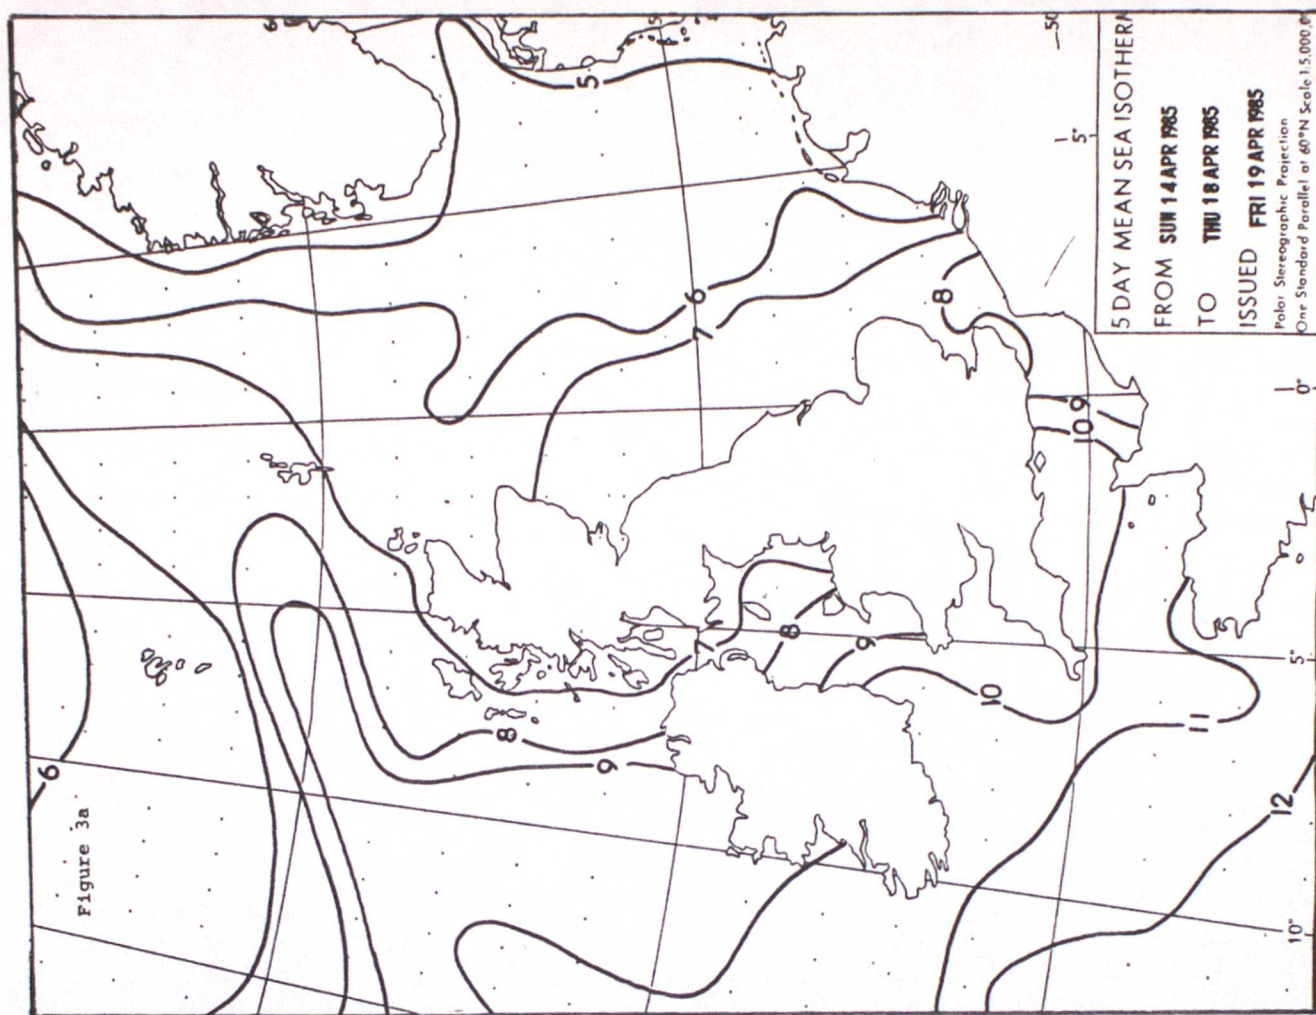 Figure 3a
6
5
6
7
8
9
10
8
9
7
8
9
10
11
12
5°
0°
5°
10°
50
5 DAY MEAN SEA ISOTHERM
FROM SUN 14 APR 1985
TO THU 18 APR 1985
ISSUED FRI 19 APR 1985
Polar Stereographic Projection
One Standard Parallel at 60°N Scale 1:5,000,